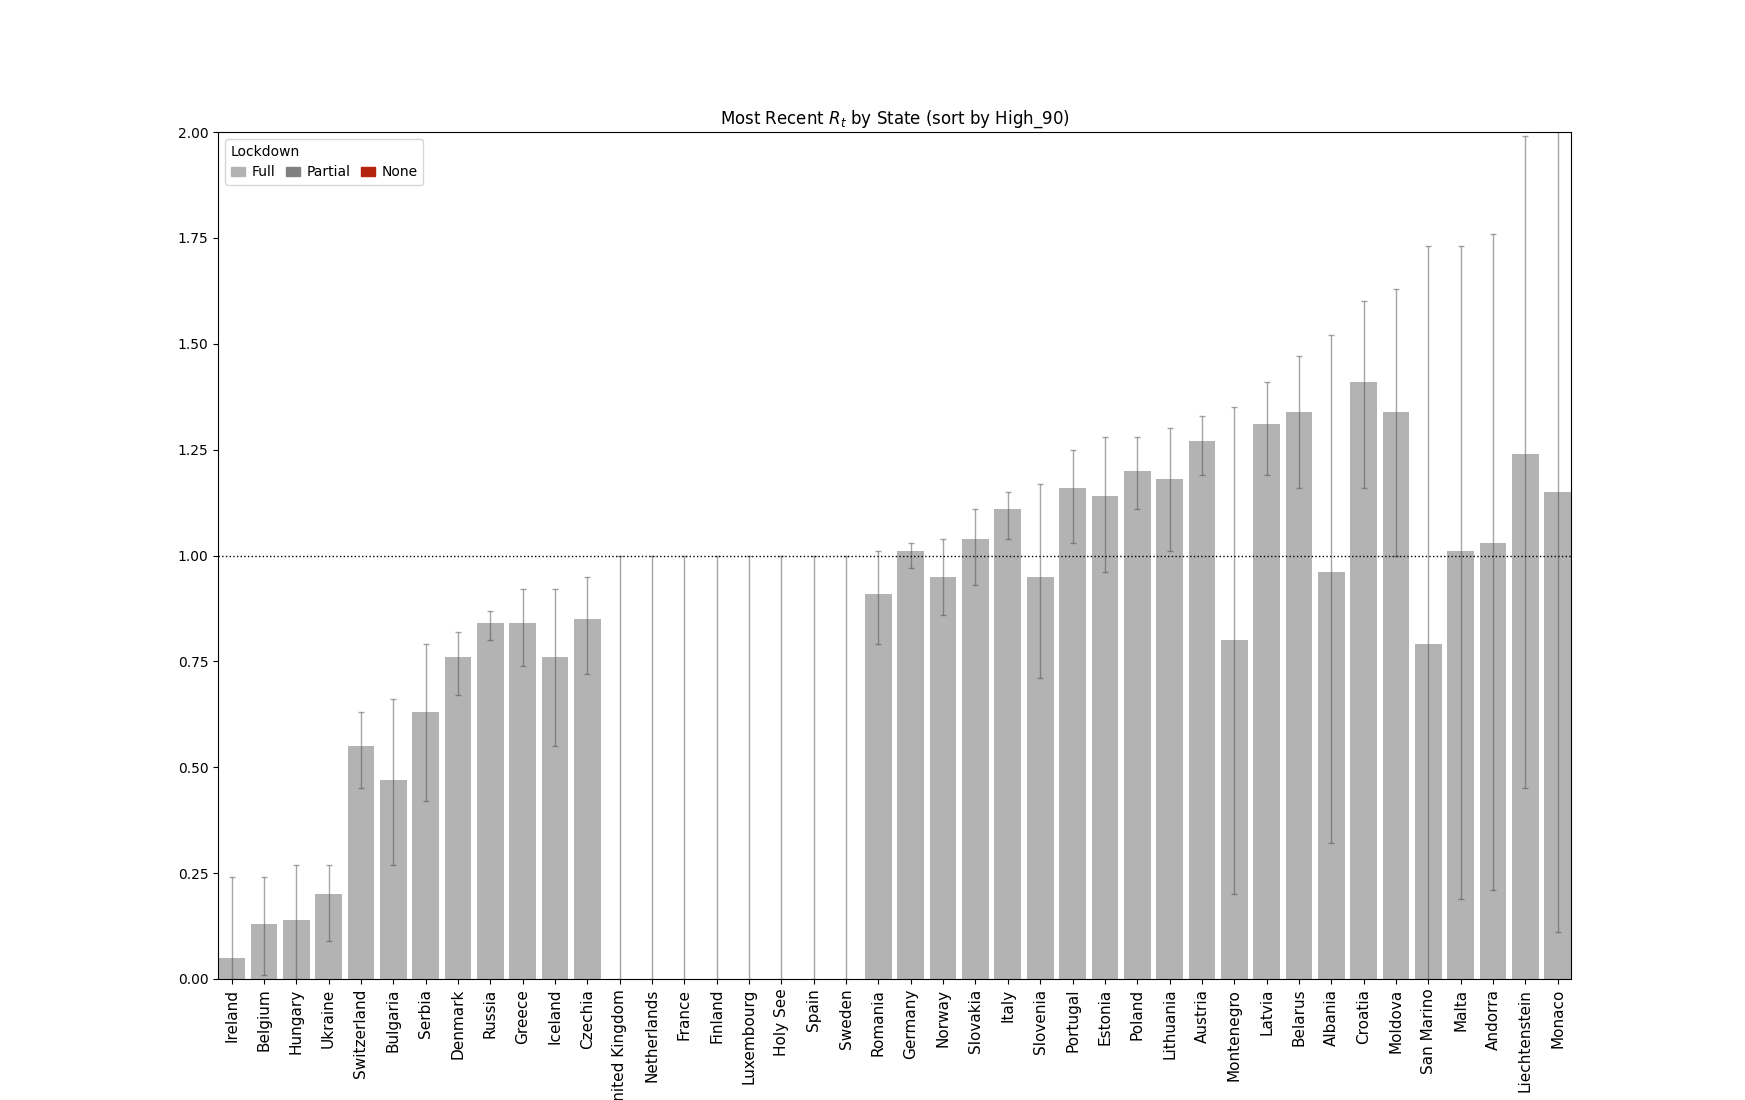 Most Recent Rt by State (sort by High_90)
Lockdown
Full Partial None
2.00
1.75
1.50
1.25
1.00
0.75
0.50
0.25
0.00
Ireland
Belgium
Hungary
Ukraine
Switzerland
Bulgaria
Serbia
Denmark
Russia
Greece
Iceland
Czechia
nited Kingdom
Netherlands
France
Finland
Luxembourg
Holy See
Spain
Sweden
Romania
Germany
Norway
Slovakia
Italy
Slovenia
Portugal
Estonia
Poland
Lithuania
Austria
Montenegro
Latvia
Belarus
Albania
Croatia
Moldova
San Marino
Malta
Andorra
Liechtenstein
Monaco